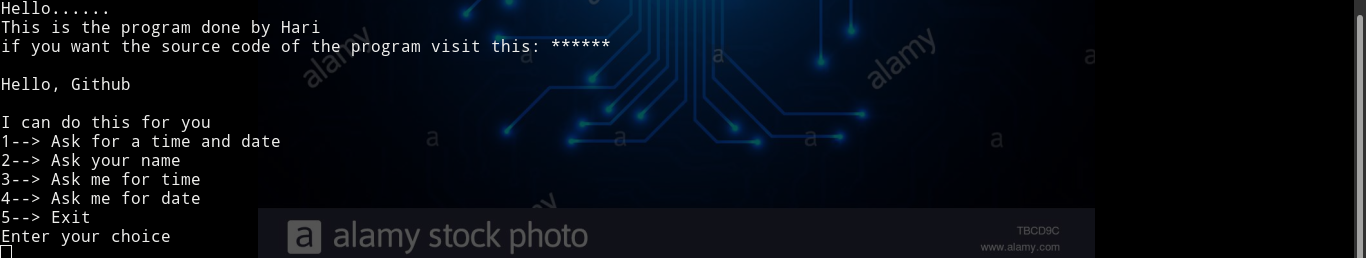 Hello......
This is the program done by Hari
if you want the source code of the program visit this: ******
Hello, Github
I can do this for you
1--> Ask for a time and date
2--> Ask your name
3--> Ask me for time
4--> Ask me for date
5--> Exit
Enter your choice
alamy
alamy
a
a
a
a
a
a
a
a alamy stock photo
TBCD9C
www.alamy.com